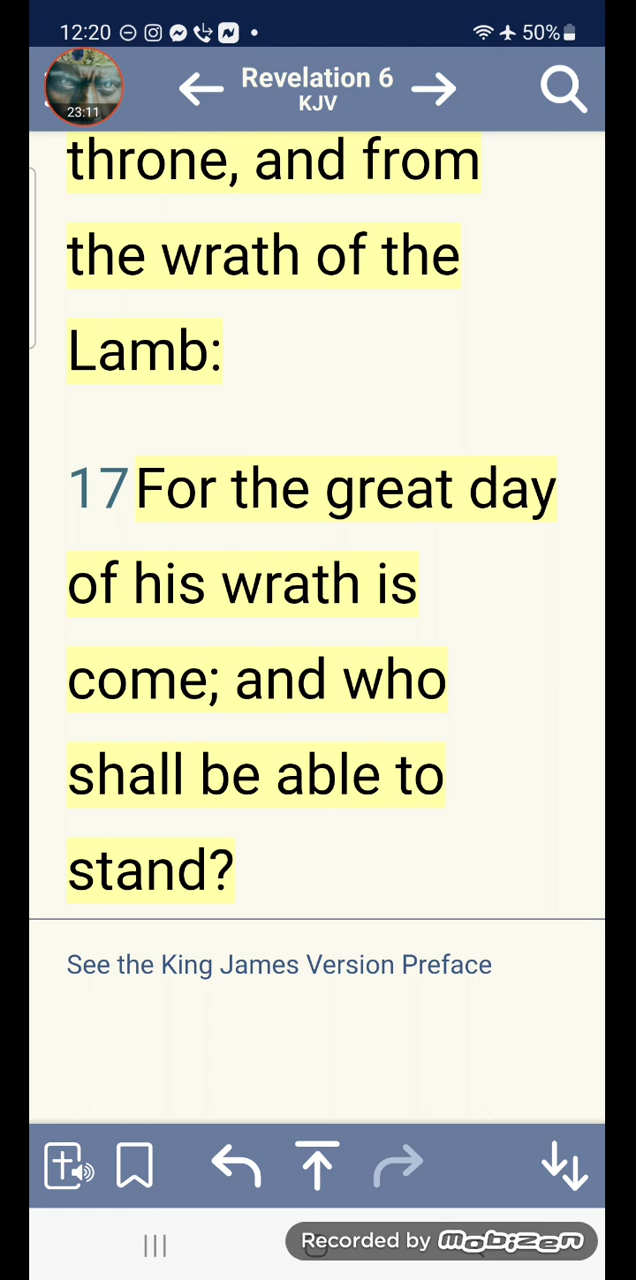 12:20
50%
23:11
Revelation 6
KJV
throne, and from
the wrath of the
Lamb:
17 For the great day
of his wrath is
come; and who
shall be able to
stand?
See the King James Version Preface
Recorded by mobizen